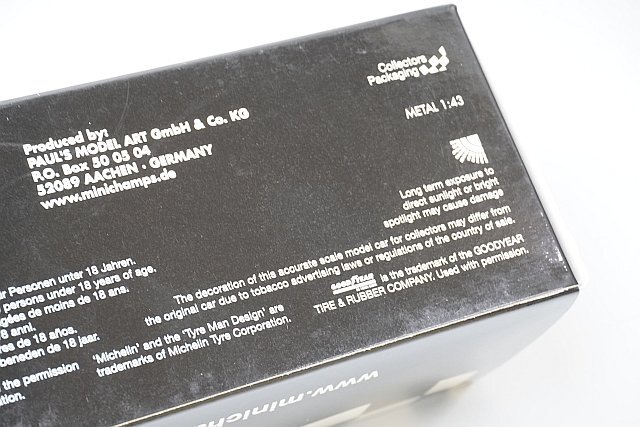 Collectors
Packaging
METAL 1:43
Produced by:
PAUL'S MODEL ART GmbH & Co. KG
P.O. Box 50 05 04
52089 AACHEN · GERMANY
www.minichamps.de
Long term exposure to
direct sunlight or bright
spotlight may cause damage
Personen unter 18 Jahren.
persons under 18 years of age.
de moins de 18 ans.
18 anni.
de 18 años.
beneden de 18 jaar.
the permission
The decoration of this accurate scale model car for collectors may differ from
the original car due to tobacco advertising laws or regulations of the country of sale.
'Michelin' and the 'Tyre Man Design' are
trademarks of Michelin Tyre Corporation.
GOODYEAR is the trademark of the GOODYEAR
TIRE & RUBBER COMPANY. Used with permission.
www.minich